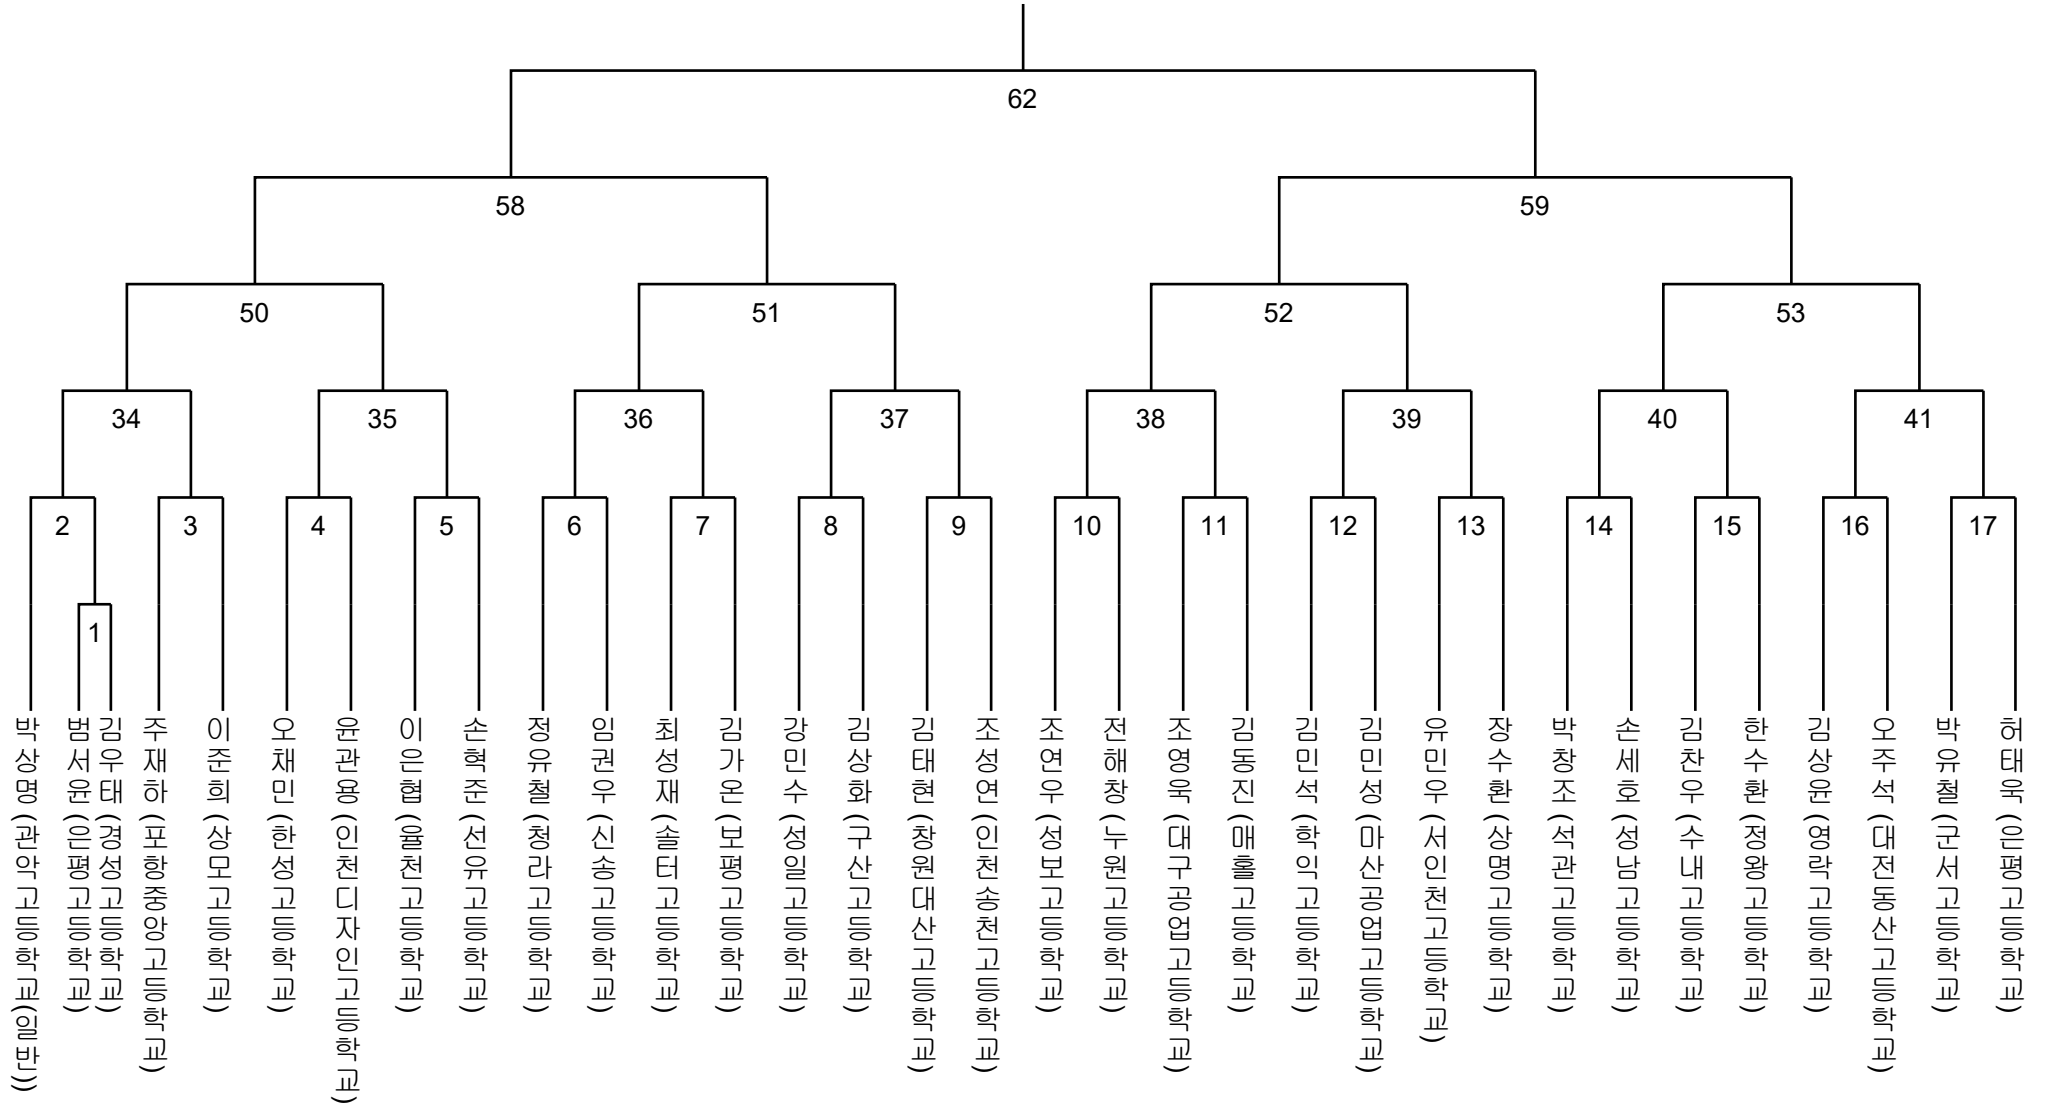 62
58
59
50
51
52
53
34
35
36
37
38
39
40
41
2
3
4
5
6
7
8
9
10
11
12
13
14
15
16
17
1
박상명 (관악고등학교(일반))
범서윤 (은평고등학교)
김우태 (경성고등학교)
주재하 (포항중앙고등학교)
이준희 (상모고등학교)
오채민 (한성고등학교)
윤관용 (인천디자인고등학교)
이은협 (율천고등학교)
손혁준 (선유고등학교)
정유철 (청라고등학교)
임권우 (신송고등학교)
최성재 (솔터고등학교)
김가온 (보평고등학교)
강민수 (성일고등학교)
김상화 (구산고등학교)
김태현 (창원대산고등학교)
조성연 (인천송천고등학교)
조연우 (성보고등학교)
전해창 (누원고등학교)
조영욱 (대구공업고등학교)
김동진 (매홀고등학교)
김민석 (학익고등학교)
김민성 (마산공업고등학교)
유민우 (서인천고등학교)
장수환 (상명고등학교)
박창조 (석관고등학교)
손세호 (성남고등학교)
김찬우 (수내고등학교)
한수환 (정왕고등학교)
김상윤 (영락고등학교)
오주석 (대전동산고등학교)
박유철 (군서고등학교)
허태욱 (은평고등학교)